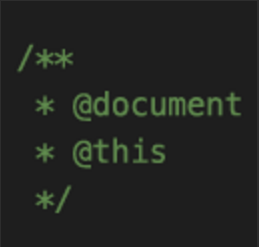 /**
 * @document
 * @this
 */